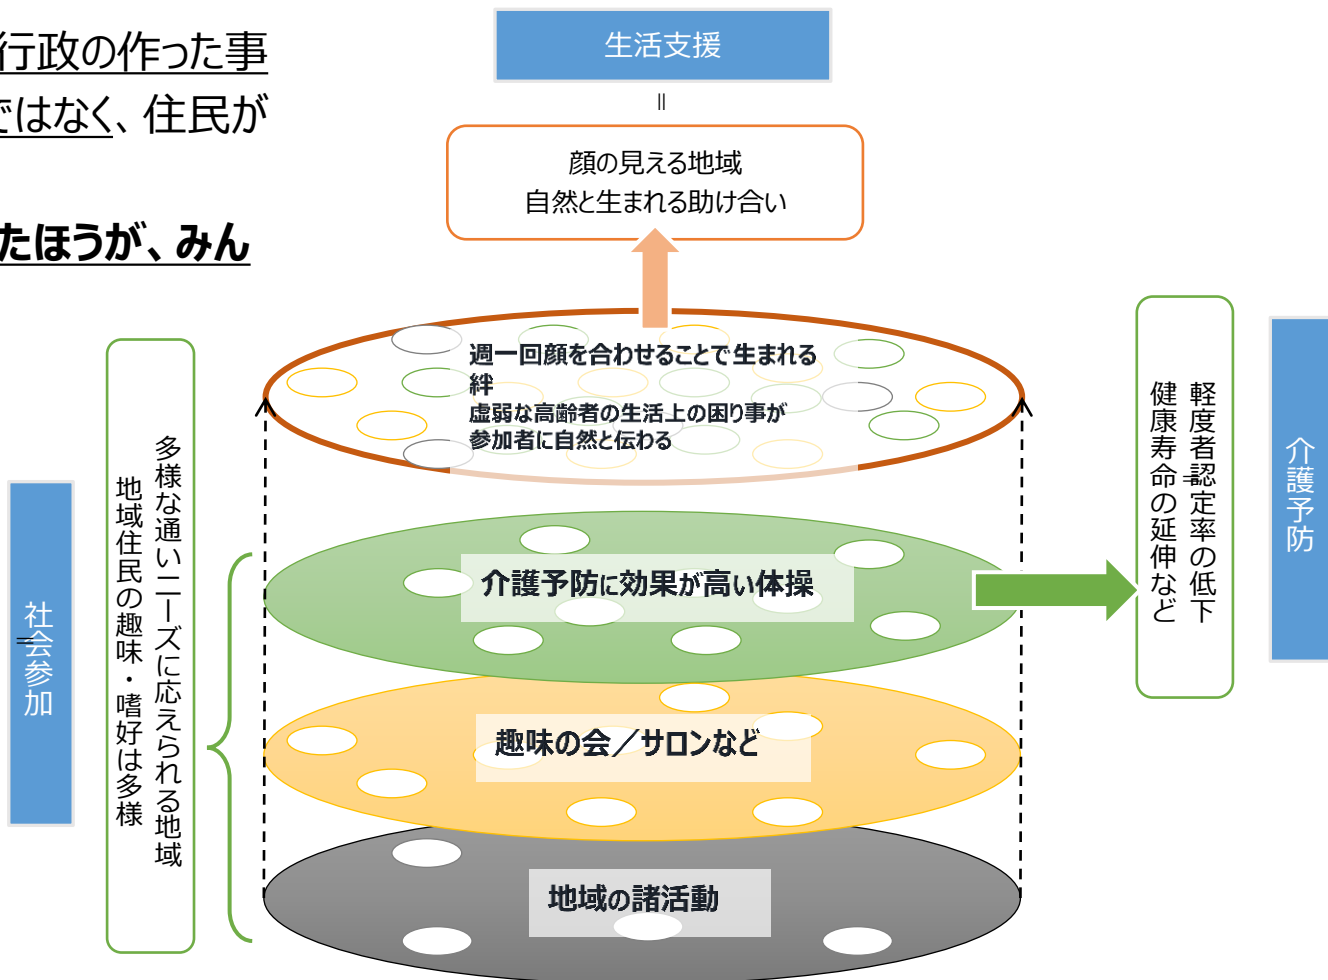 行政の作った事
ではなく、住民が
たほうが、みん
生活支援
=
顔の見える地域
自然と生まれる助け合い
週一回顔を合わせることで生まれる
絆
虚弱な高齢者の生活上の困り事が
参加者に自然と伝わる
介護予防に効果が高い体操
趣味の会／サロンなど
地域の諸活動
社会参加
=
多様な通いニーズに応えられる地域
地域住民の趣味・嗜好は多様
軽度者認定率の低下
健康寿命の延伸など
=
介護予防